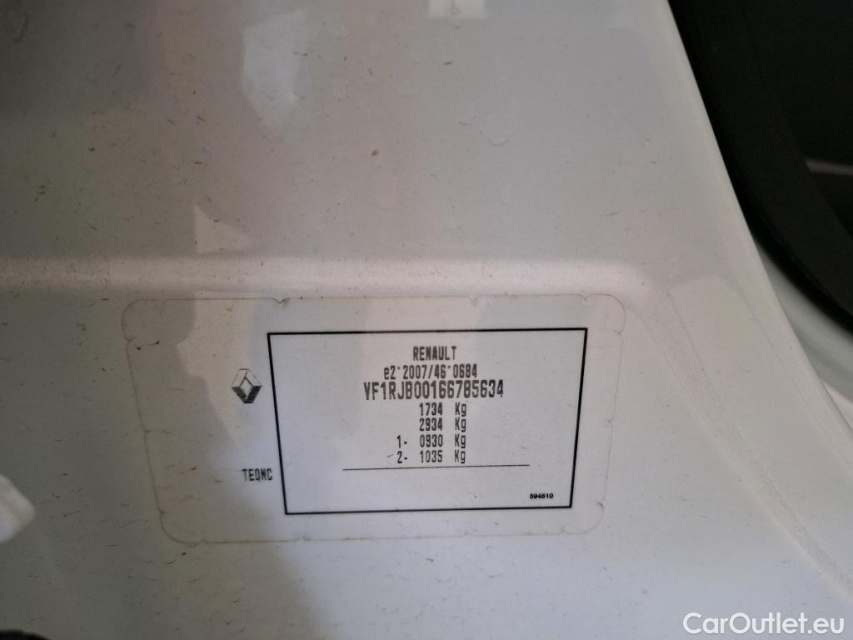 RENAULT
e2*2007/46*0684
VF1RJB00166785634
1734 Kg
2934 Kg
1- 0930 Kg
2- 1035 Kg
TEQNC
594610
CarOutlet.eu